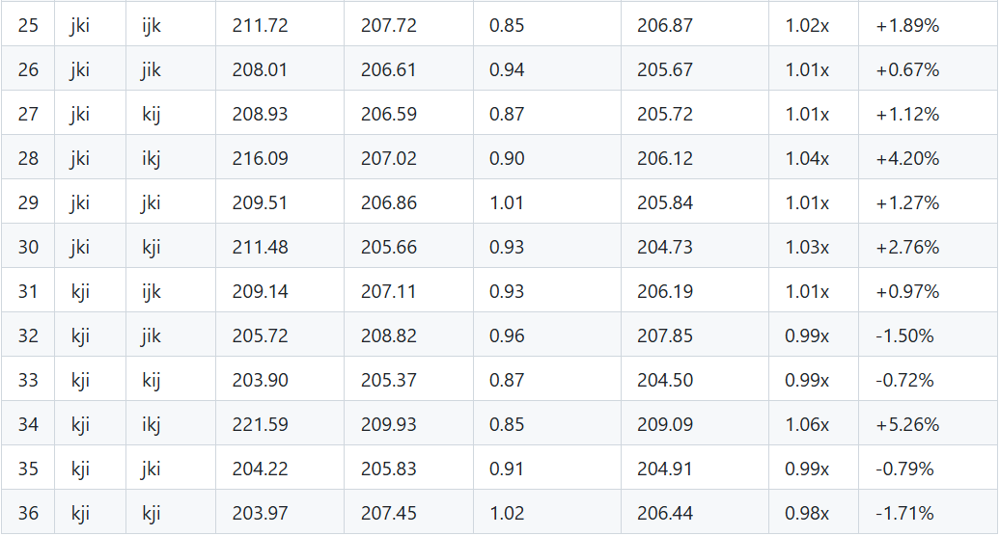 25 jki ijk 211.72 207.72 0.85 206.87 1.02x +1.89%
26 jki jik 208.01 206.61 0.94 205.67 1.01x +0.67%
27 jki kij 208.93 206.59 0.87 205.72 1.01x +1.12%
28 jki ikj 216.09 207.02 0.90 206.12 1.04x +4.20%
29 jki jki 209.51 206.86 1.01 205.84 1.01x +1.27%
30 jki kji 211.48 205.66 0.93 204.73 1.03x +2.76%
31 kji ijk 209.14 207.11 0.93 206.19 1.01x +0.97%
32 kji jik 205.72 208.82 0.96 207.85 0.99x -1.50%
33 kji kij 203.90 205.37 0.87 204.50 0.99x -0.72%
34 kji ikj 221.59 209.93 0.85 209.09 1.06x +5.26%
35 kji jki 204.22 205.83 0.91 204.91 0.99x -0.79%
36 kji kji 203.97 207.45 1.02 206.44 0.98x -1.71%